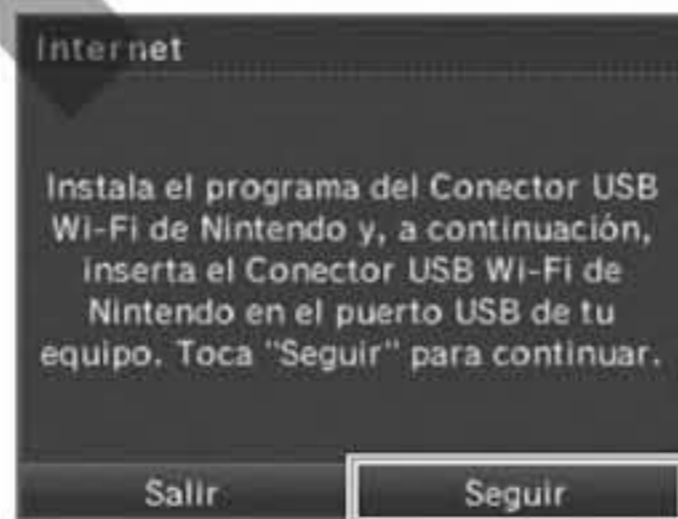 Internet
Instala el programa del Conector USB
Wi-Fi de Nintendo y, a continuación,
inserta el Conector USB Wi-Fi de
Nintendo en el puerto USB de tu
equipo. Toca "Seguir" para continuar.
Salir
Seguir